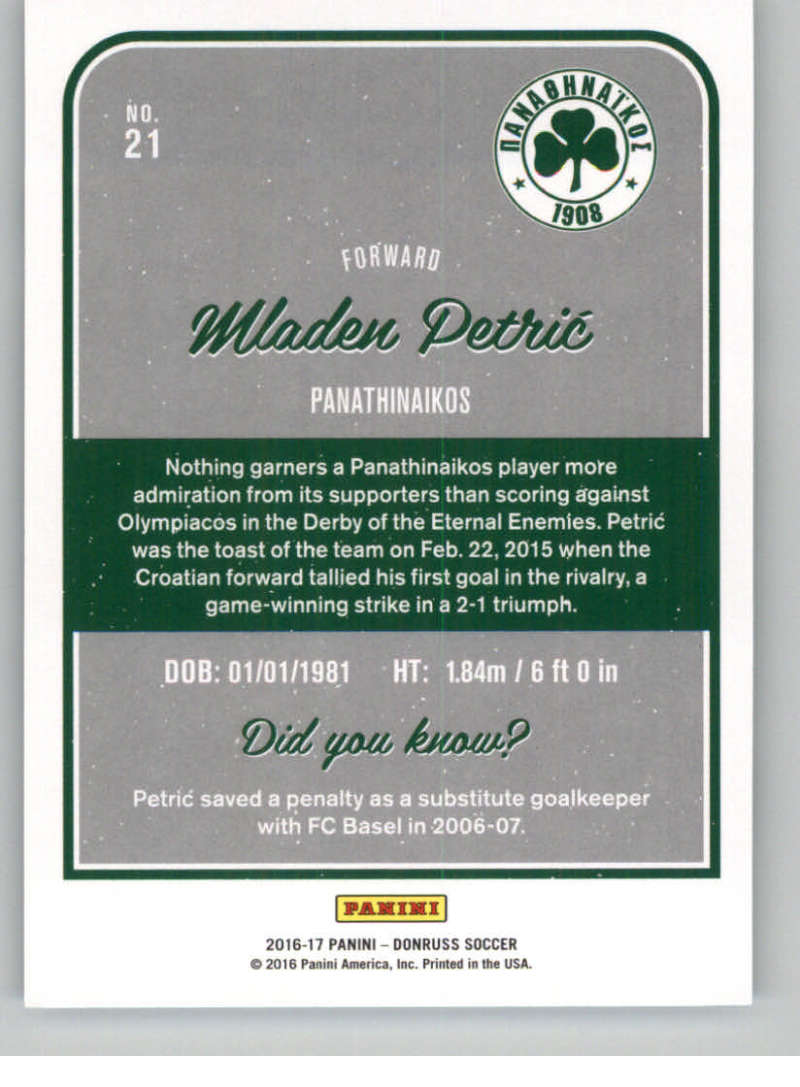 NO.
21
ΠΑΝΑΘΗΝΑΪΚΟΣ
1908
FORWARD
Mladen Petrić
PANATHINAIKOS
Nothing garners a Panathinaikos player more
admiration from its supporters than scoring against
Olympiacos in the Derby of the Eternal Enemies. Petrić
was the toast of the team on Feb. 22, 2015 when the
Croatian forward tallied his first goal in the rivalry, a
game-winning strike in a 2-1 triumph.
DOB: 01/01/1981 HT: 1.84m / 6 ft 0 in
Did you know?
Petrić saved a penalty as a substitute goalkeeper
with FC Basel in 2006-07.
PANINI
2016-17 PANINI – DONRUSS SOCCER
© 2016 Panini America, Inc. Printed in the USA.